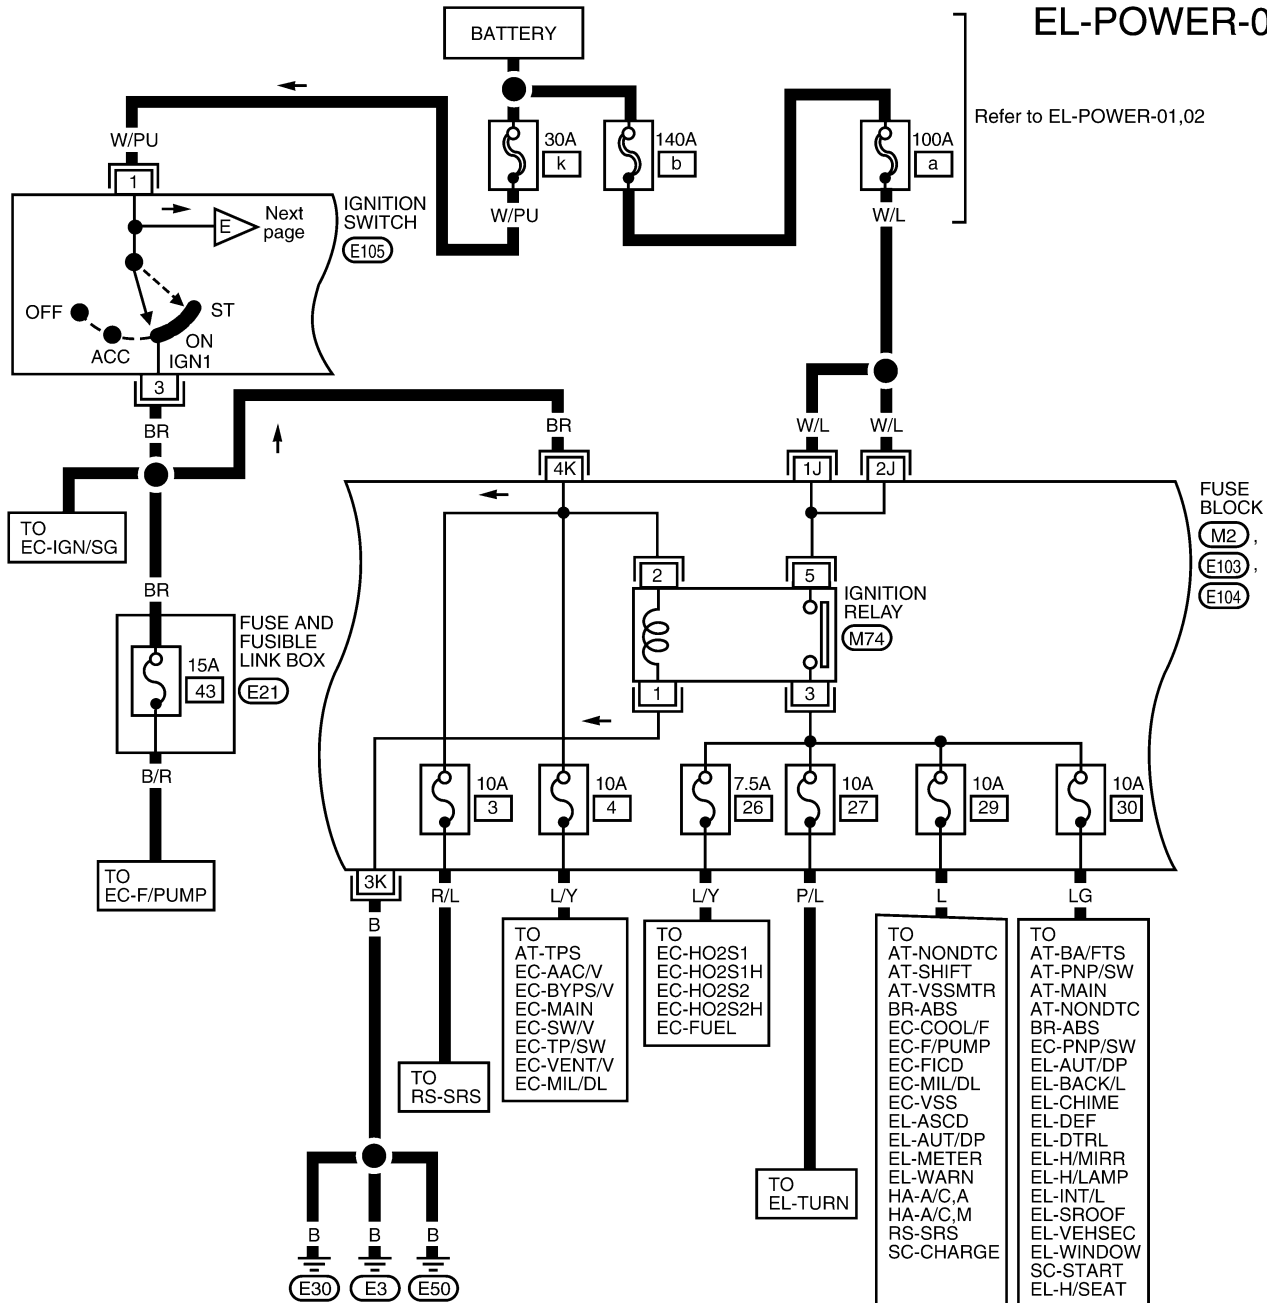 EL-POWER-0
BATTERY
Refer to EL-POWER-01,02
30A
k
140A
b
100A
a
W/PU
W/PU
W/L
1
IGNITION
SWITCH
E105
E
Next
page
OFF
ACC
ST
ON
IGN1
3
BR
BR
W/L
W/L
4K
1J
2J
TO
EC-IGN/SG
FUSE
BLOCK
M2 ,
E103 ,
E104
BR
2
5
IGNITION
RELAY
M74
1
3
FUSE AND
FUSIBLE
LINK BOX
E21
15A
43
B/R
TO
EC-F/PUMP
10A
3
10A
4
7.5A
26
10A
27
10A
29
10A
30
3K
R/L
L/Y
L/Y
P/L
L
LG
B
TO
RS-SRS
TO
AT-TPS
EC-AAC/V
EC-BYPS/V
EC-MAIN
EC-SW/V
EC-TP/SW
EC-VENT/V
EC-MIL/DL
TO
EC-HO2S1
EC-HO2S1H
EC-HO2S2
EC-HO2S2H
EC-FUEL
TO
EL-TURN
TO
AT-NONDTC
AT-SHIFT
AT-VSSMTR
BR-ABS
EC-COOL/F
EC-F/PUMP
EC-FICD
EC-MIL/DL
EC-VSS
EL-ASCD
EL-AUT/DP
EL-METER
EL-WARN
HA-A/C,A
HA-A/C,M
RS-SRS
SC-CHARGE
TO
AT-BA/FTS
AT-PNP/SW
AT-MAIN
AT-NONDTC
BR-ABS
EC-PNP/SW
EL-AUT/DP
EL-BACK/L
EL-CHIME
EL-DEF
EL-DTRL
EL-H/MIRR
EL-H/LAMP
EL-INT/L
EL-SROOF
EL-VEHSEC
EL-WINDOW
SC-START
EL-H/SEAT
B
B
B
E30
E3
E50